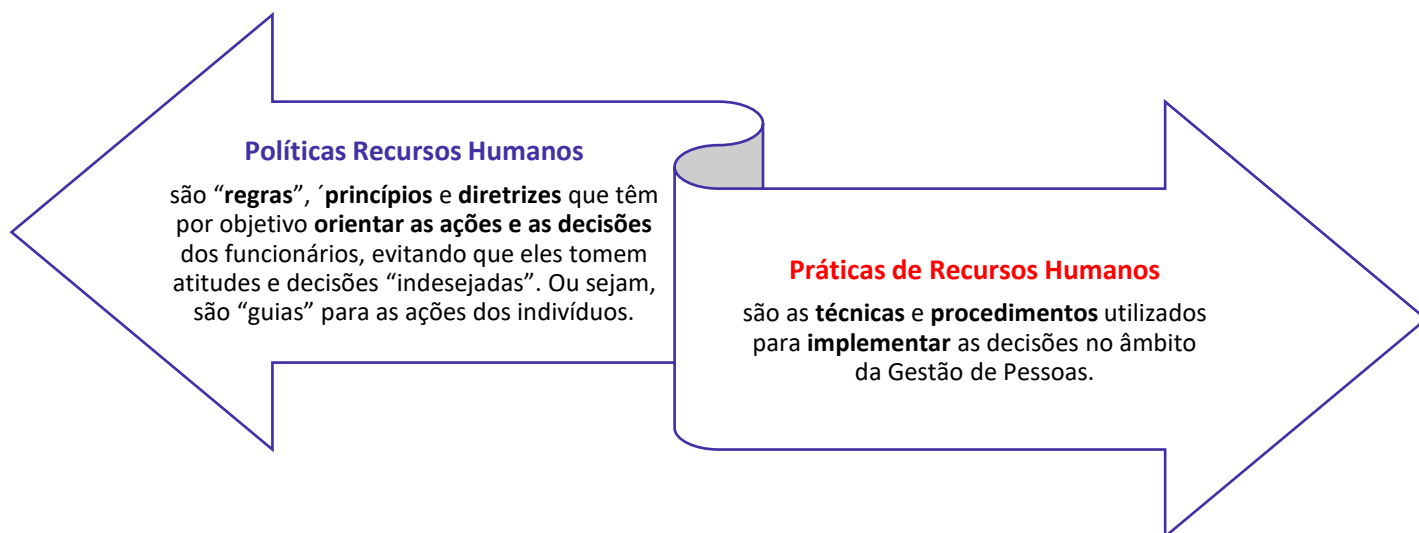 Políticas Recursos Humanos
são “regras”, ´princípios e diretrizes que têm
por objetivo orientar as ações e as decisões
dos funcionários, evitando que eles tomem
atitudes e decisões “indesejadas”. Ou sejam,
são “guias” para as ações dos indivíduos.
Práticas de Recursos Humanos
são as técnicas e procedimentos utilizados
para implementar as decisões no âmbito
da Gestão de Pessoas.